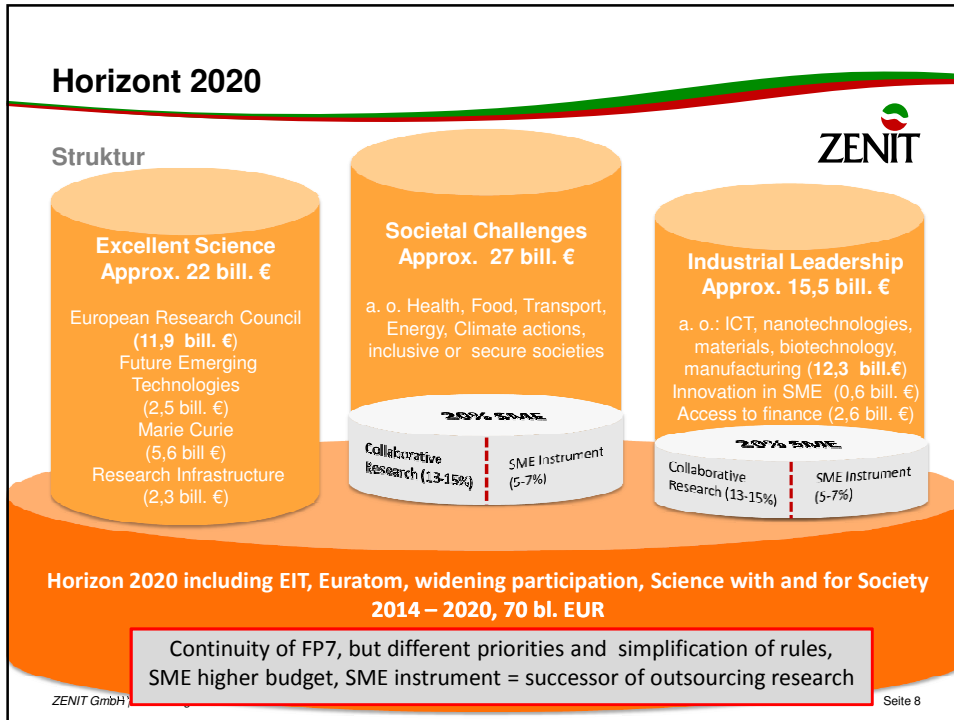 Horizont 2020
Struktur
ZENIT
Excellent Science
Approx. 22 bill. €
European Research Council
(11,9 bill. €)
Future Emerging
Technologies
(2,5 bill. €)
Marie Curie
(5,6 bill €)
Research Infrastructure
(2,3 bill. €)
Societal Challenges
Approx. 27 bill. €
a. o. Health, Food, Transport,
Energy, Climate actions,
inclusive or secure societies
20% SME
Collaborative
Research (13-15%)
SME Instrument
(5-7%)
Industrial Leadership
Approx. 15,5 bill. €
a. o.: ICT, nanotechnologies,
materials, biotechnology,
manufacturing (12,3 bill.€)
Innovation in SME (0,6 bill. €)
Access to finance (2,6 bill. €)
20% SME
Collaborative
Research (13-15%)
SME Instrument
(5-7%)
Horizon 2020 including EIT, Euratom, widening participation, Science with and for Society
2014 – 2020, 70 bl. EUR
Continuity of FP7, but different priorities and simplification of rules,
SME higher budget, SME instrument = successor of outsourcing research
ZENIT GmbH
Seite 8